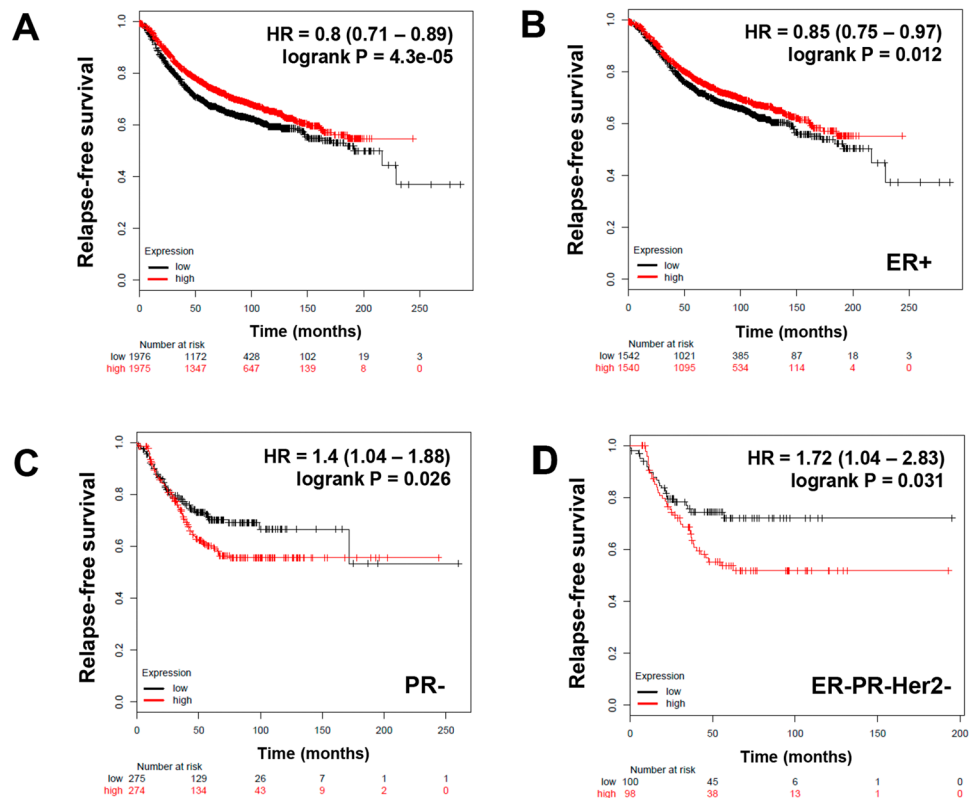 A
HR = 0.8 (0.71 – 0.89)
logrank P = 4.3e-05
Relapse-free survival
1.0
0.8
0.6
0.4
0.2
0.0
Expression
low
high
0 50 100 150 200 250
Time (months)
Number at risk
low 1976 1172 428 102 19 3
high 1975 1347 647 139 8 0
B
HR = 0.85 (0.75 – 0.97)
logrank P = 0.012
Relapse-free survival
1.0
0.8
0.6
0.4
0.2
0.0
Expression
low
high
ER+
0 50 100 150 200 250
Time (months)
Number at risk
low 1542 1021 385 87 18 3
high 1540 1095 534 114 4 0
C
HR = 1.4 (1.04 – 1.88)
logrank P = 0.026
Relapse-free survival
1.0
0.8
0.6
0.4
0.2
0.0
Expression
low
high
PR-
0 50 100 150 200 250
Time (months)
Number at risk
low 275 129 26 7 1 1
high 274 134 43 9 2 0
D
HR = 1.72 (1.04 – 2.83)
logrank P = 0.031
Relapse-free survival
1.0
0.8
0.6
0.4
0.2
0.0
Expression
low
high
ER-PR-Her2-
0 50 100 150 200
Time (months)
Number at risk
low 100 45 6 1 0
high 98 38 13 1 0